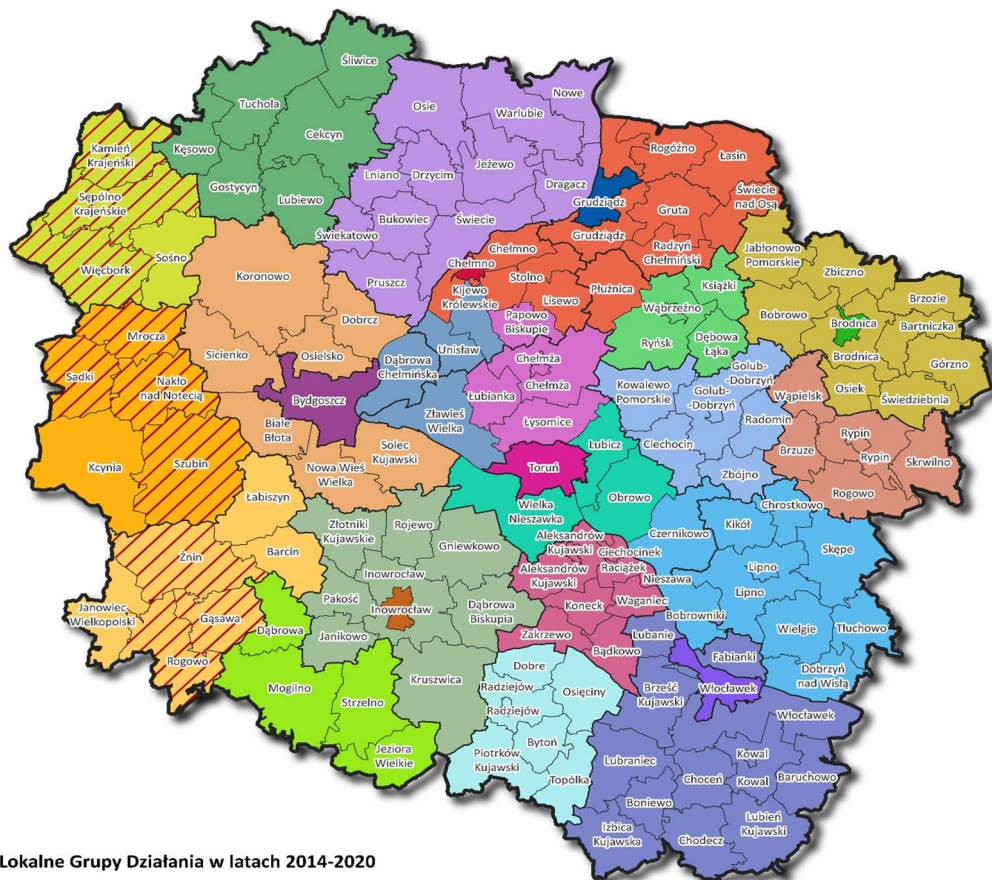 Śliwice
Tuchola
Cekcyn
Kęsowo
Gostycyn
Lubiewo
Osie
Warlubie
Nowe
Lniano
Drzycim
Jeżewo
Dragacz
Bukowiec
Świecie
Świekatowo
Pruszcz
Kamień
Krajeński
Sępólno
Krajeńskie
Więcbork
Sośno
Rogóźno
Łasin
Grudziądz
Świecie
nad Osą
Gruta
Grudziądz
Radzyń
Chełmiński
Chełmno
Chełmno
Stolno
Lisewo
Płużnica
Kijewo
Królewskie
Papowo
Biskupie
Koronowo
Dobrcz
Sicienko
Osielsko
Bydgoszcz
Białe
Błota
Nowa Wieś
Wielka
Solec
Kujawski
Mrocza
Sadki
Nakło
nad Notecią
Kcynia
Szubin
Dąbrowa
Chełmińska
Unisław
Zławieś
Wielka
Chełmża
Chełmża
Łubianka
Łysomice
Jabłonowo
Pomorskie
Zbiczno
Książki
Wąbrzeźno
Ryńsk
Dębowa
Łąka
Bobrowo
Brodnica
Brodnica
Brzozie
Bartniczka
Górzno
Osiek
Świedziebnia
Kowalewo
Pomorskie
Golub-
-Dobrzyń
Golub-
-Dobrzyń
Radomin
Ciechocin
Zbójno
Wąpielsk
Rypin
Rypin
Brzuze
Skrwilno
Rogowo
Toruń
Lubicz
Obrowo
Wielka
Nieszawka
Łabiszyn
Barcin
Żnin
Janowiec
Wielkopolski
Gąsawa
Rogowo
Złotniki
Kujawskie
Rojewo
Gniewkowo
Inowrocław
Inowrocław
Pakość
Janikowo
Dąbrowa
Biskupia
Kruszwica
Dąbrowa
Mogilno
Strzelno
Jeziora
Wielkie
Aleksandrów
Kujawski
Ciechocinek
Aleksandrów
Kujawski
Raciążek
Nieszawa
Koneck
Waganiec
Zakrzewo
Bądkowo
Czernikowo
Kikół
Chrostkowo
Skępe
Lipno
Lipno
Bobrowniki
Wielgie
Tłuchowo
Dobrzyń
nad Wisłą
Dobre
Radziejów
Osięciny
Radziejów
Piotrków
Kujawski
Bytoń
Topólka
Lubanie
Fabianki
Brześć
Kujawski
Włocławek
Włocławek
Lubraniec
Kowal
Kowal
Choceń
Baruchowo
Boniewo
Izbica
Kujawska
Chodecz
Lubień
Kujawski
Lokalne Grupy Działania w latach 2014-2020